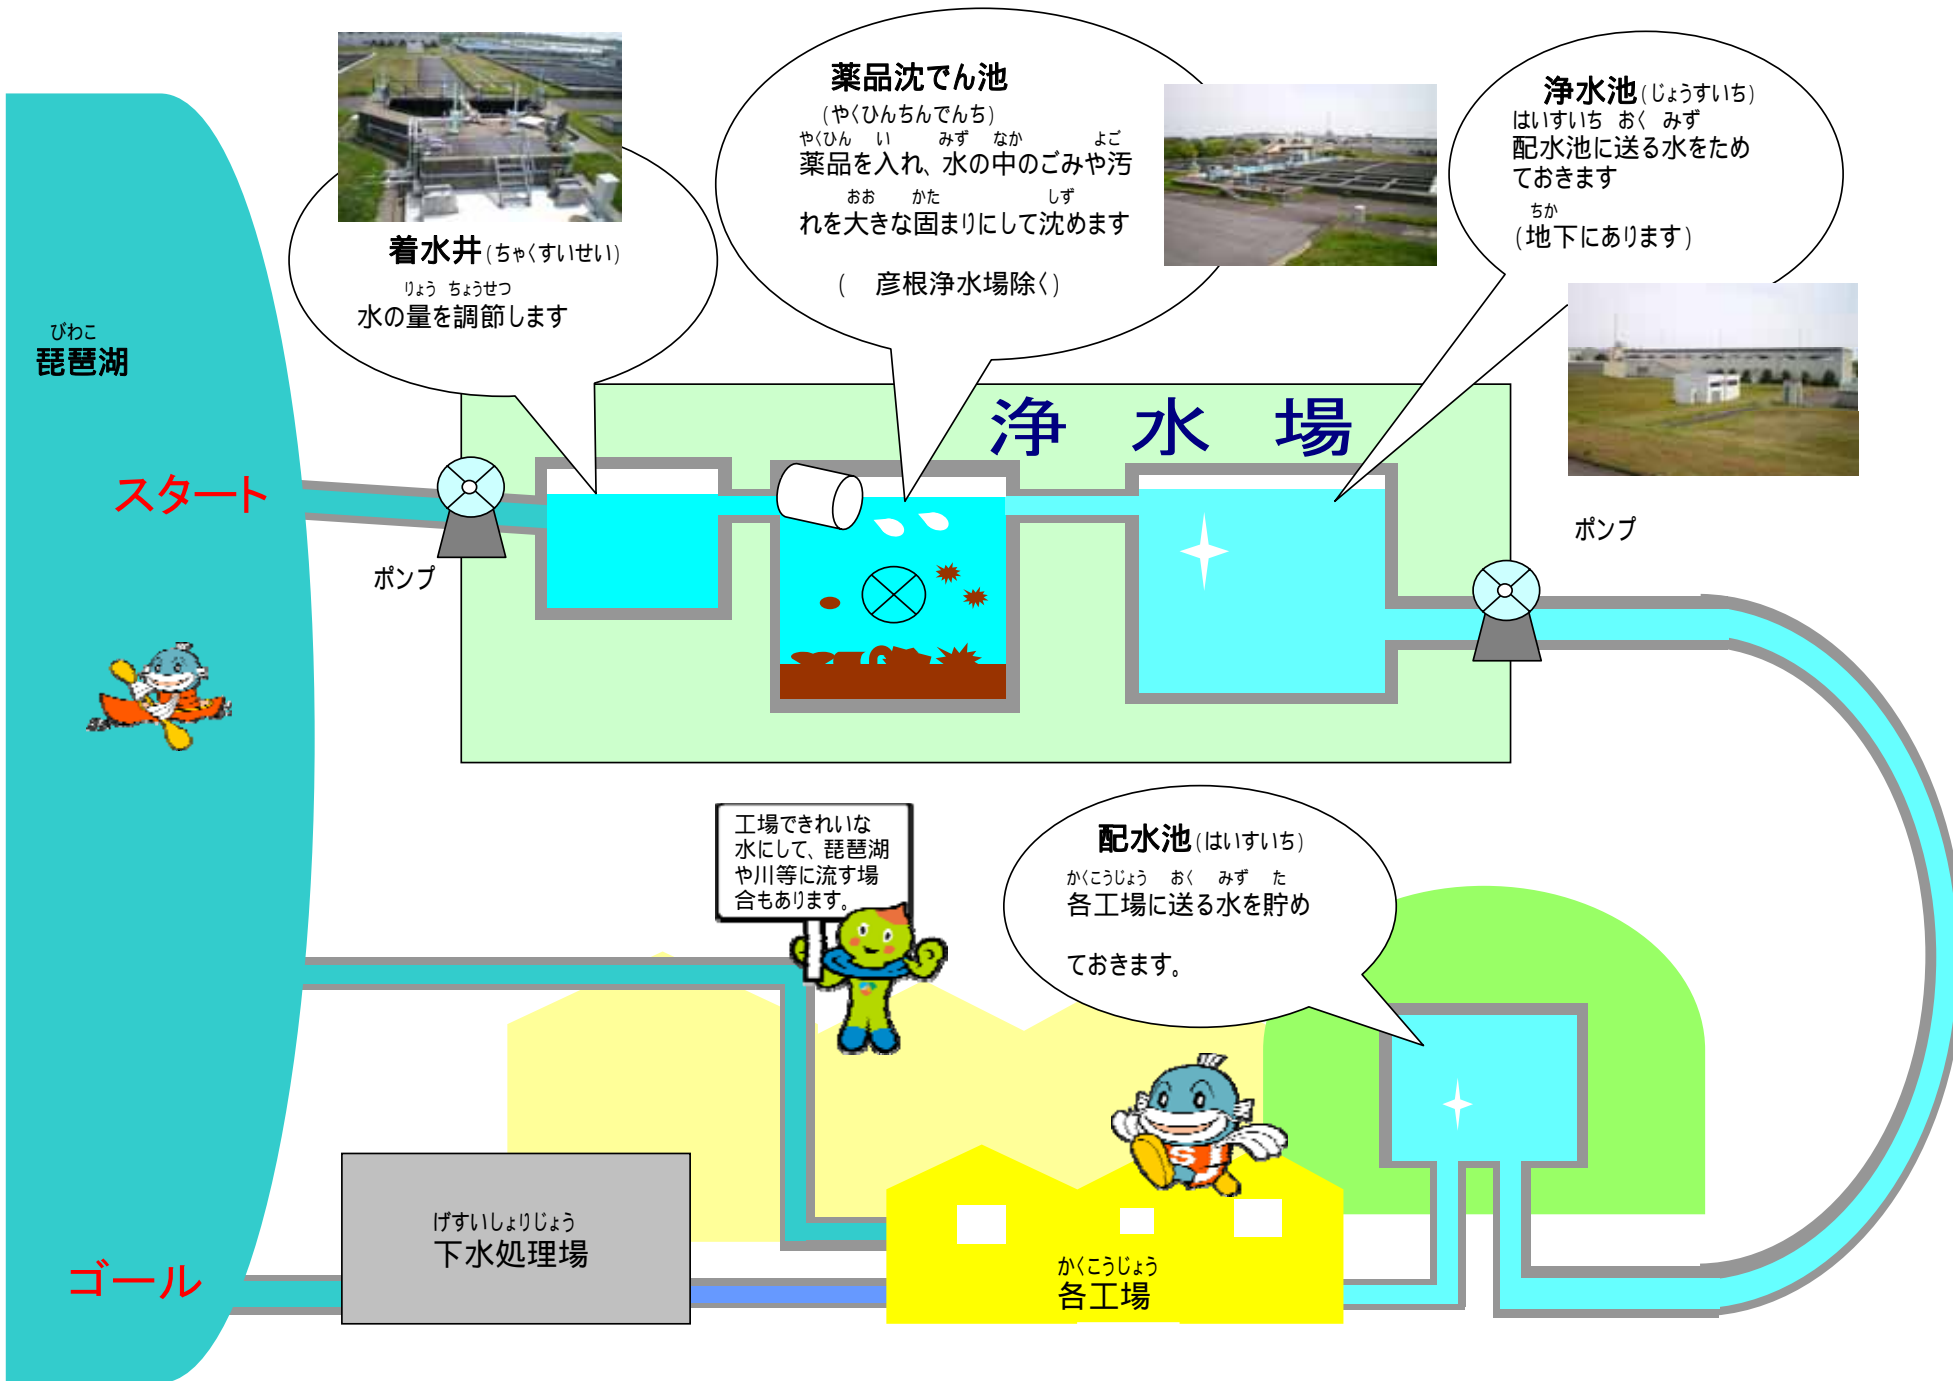 びわこ
琵琶湖
スタート
ポンプ
着水井(ちゃくすいせい)
りょう ちょうせつ
水の量を調節します
薬品沈でん池
(やくひんちんでんち)
やくひん い みず なか よご
薬品を入れ、水の中のごみや汚
おお かた しず
れを大きな固まりにして沈めます
( 彦根浄水場除く)
浄水池(じょうすいち)
はいすいち おく みず
配水池に送る水をため
ておきます
ちか
(地下にあります)
浄 水 場
ポンプ
工場できれいな
水にして、琵琶湖
や川等に流す場
合もあります。
配水池(はいすいち)
かくこうじょう おく みず た
各工場に送る水を貯め
ておきます。
かくこうじょう
各工場
げすいしょりじょう
下水処理場
ゴール